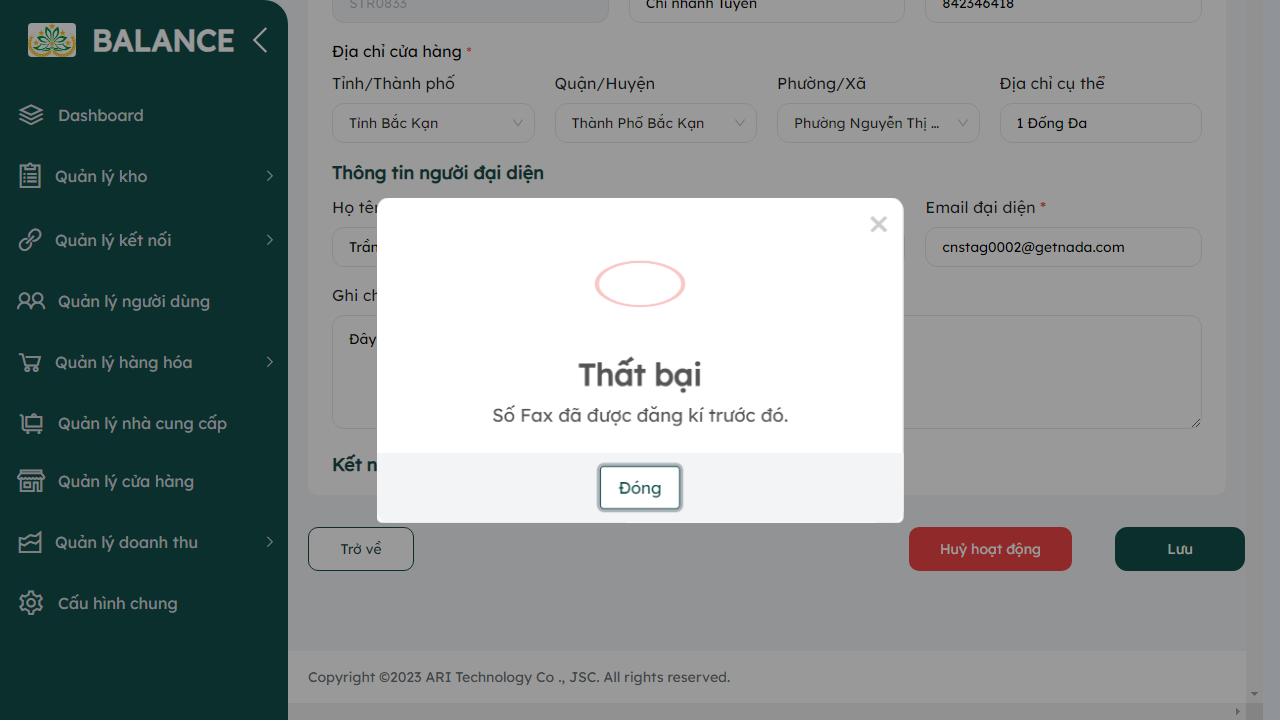 BALANCE
Dashboard
Quản lý kho
Quản lý kết nối
Quản lý người dùng
Quản lý hàng hóa
Quản lý nhà cung cấp
Quản lý cửa hàng
Quản lý doanh thu
Cấu hình chung
STR0833
Chi nhánh Tuyên
842346418
Địa chỉ cửa hàng *
Tỉnh/Thành phố
Quận/Huyện
Phường/Xã
Địa chỉ cụ thể
Tỉnh Bắc Kạn
Thành Phố Bắc Kạn
Phường Nguyễn Thị ...
1 Đống Đa
Thông tin người đại diện
Họ tên
Email đại diện *
Trần
cnstag0002@getnada.com
Ghi ch
Đây
Thất bại
Số Fax đã được đăng kí trước đó.
Đóng
Kết n
Trở về
Huỷ hoạt động
Lưu
Copyright ©2023 ARI Technology Co ., JSC. All rights reserved.